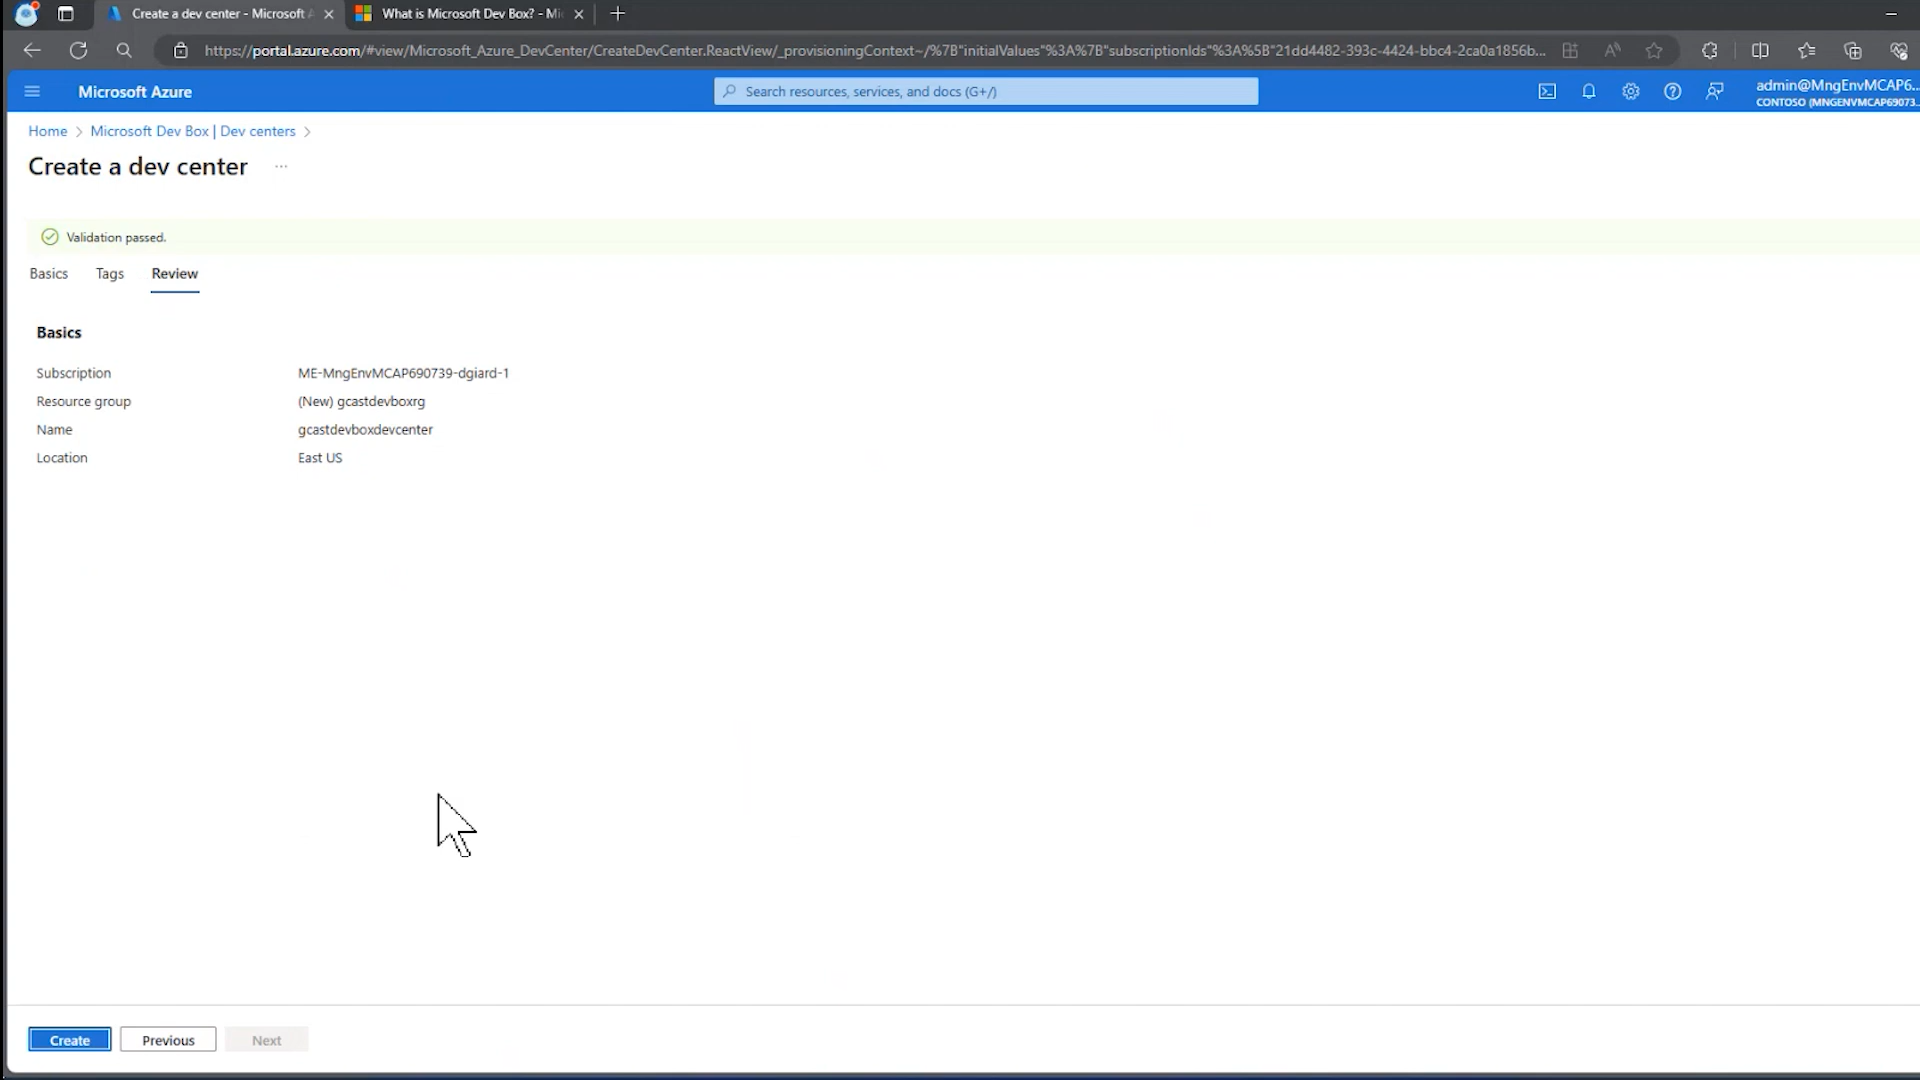 Create a dev center - Microsoft A
What is Microsoft Dev Box? - Mi
https://portal.azure.com/#view/Microsoft_Azure_DevCenter/CreateDevCenter.ReactView/_provisioningContext~/%7B"initialValues"%3A%7B"subscriptionIds"%3A%5B"21dd4482-393c-4424-bbc4-2ca0a1856b...
Microsoft Azure
Search resources, services, and docs (G+/)
admin@MngEnvMCAP6...
CONTOSO (MNGENVMCAP69073...
Home > Microsoft Dev Box | Dev centers >
Create a dev center ...
Validation passed.
Basics Tags Review
Basics
Subscription ME-MngEnvMCAP690739-dgiard-1
Resource group (New) gcastdevboxrg
Name gcastdevboxdevcenter
Location East US
Create Previous Next